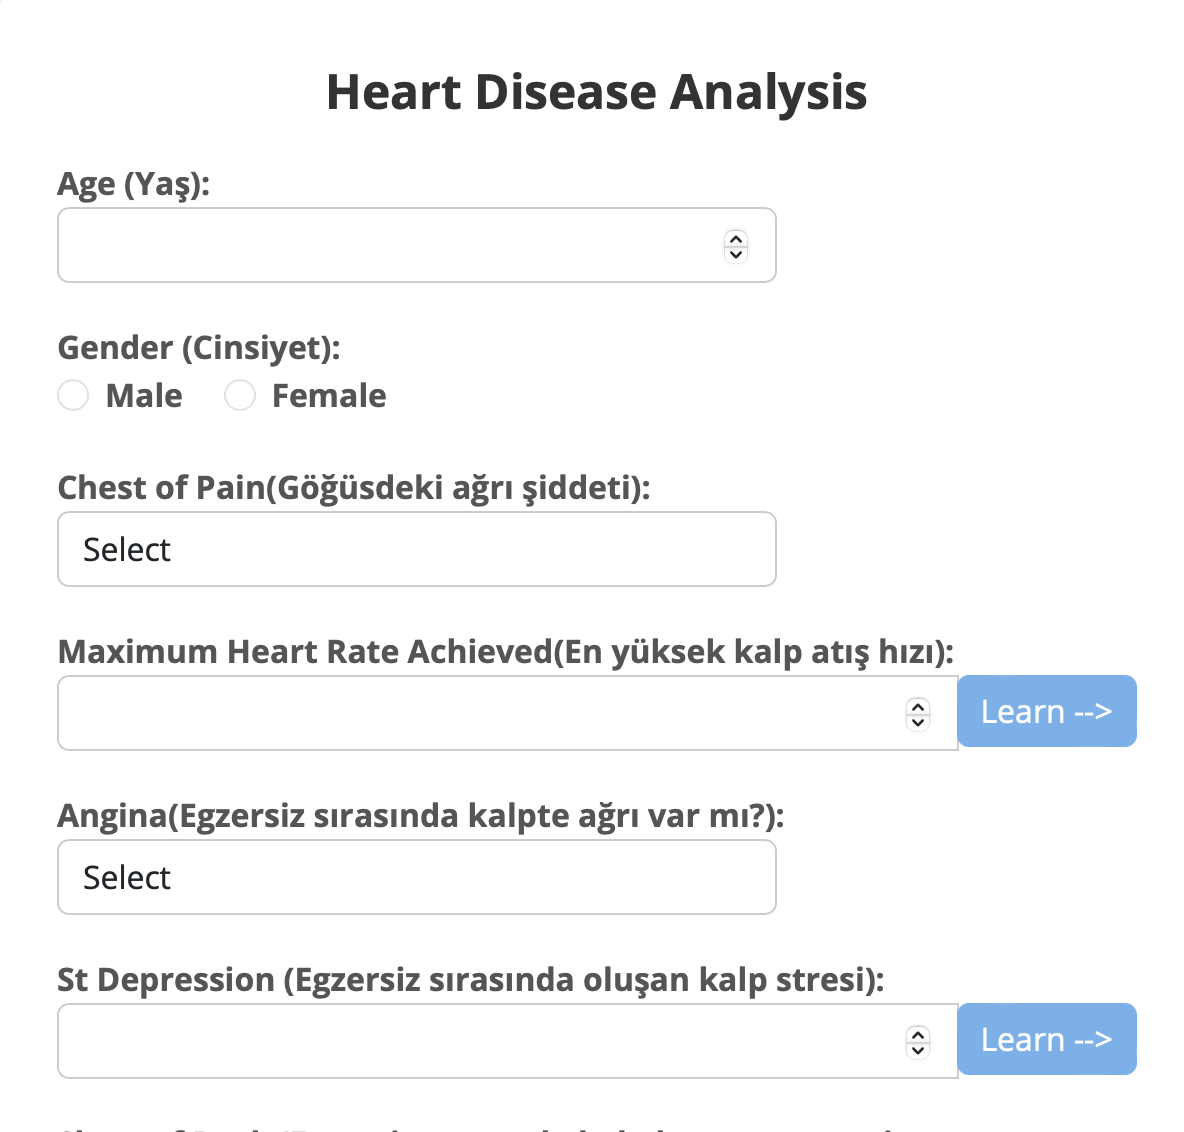 Heart Disease Analysis
Age (Yaş):
Gender (Cinsiyet):
Male Female
Chest of Pain(Göğüsdeki ağrı şiddeti):
Select
Maximum Heart Rate Achieved(En yüksek kalp atış hızı):
Learn -->
Angina(Egzersiz sırasında kalpte ağrı var mı?):
Select
St Depression (Egzersiz sırasında oluşan kalp stresi):
Learn -->